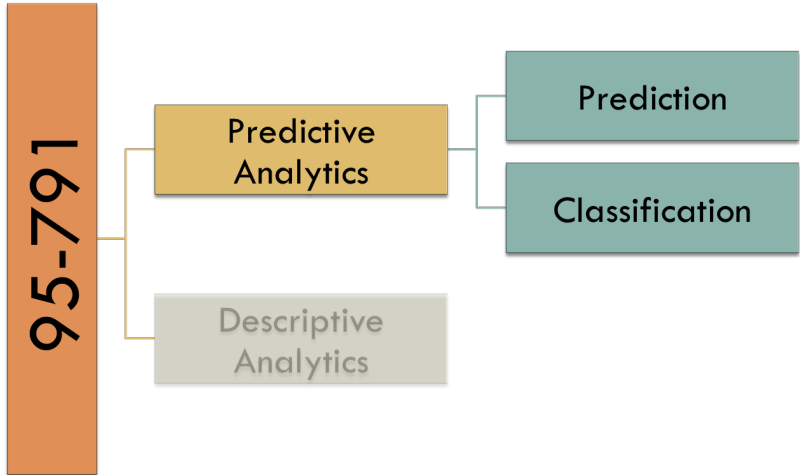 95-791
Predictive
Analytics
Prediction
Classification
Descriptive
Analytics